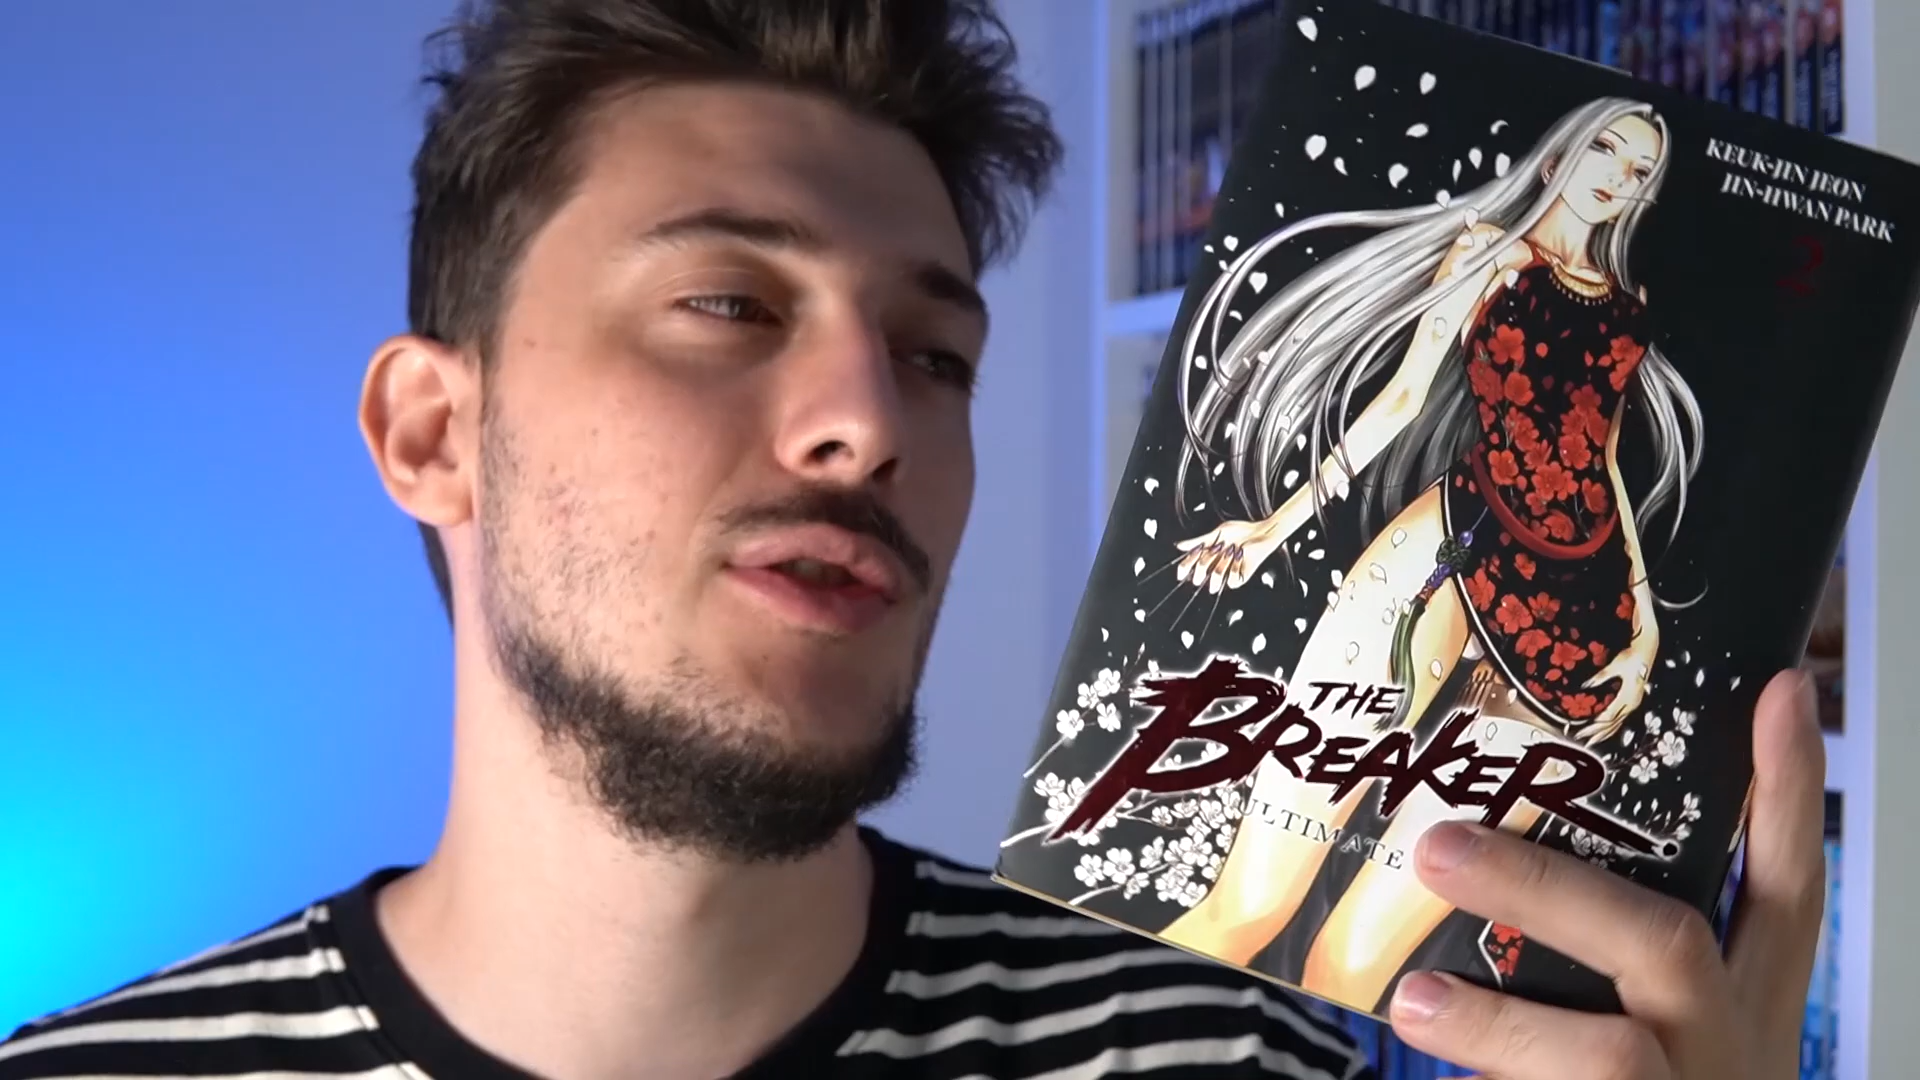 KEUK-JIN JEON
JIN-HWAN PARK
2
THE
BREAKER
ULTIMATE